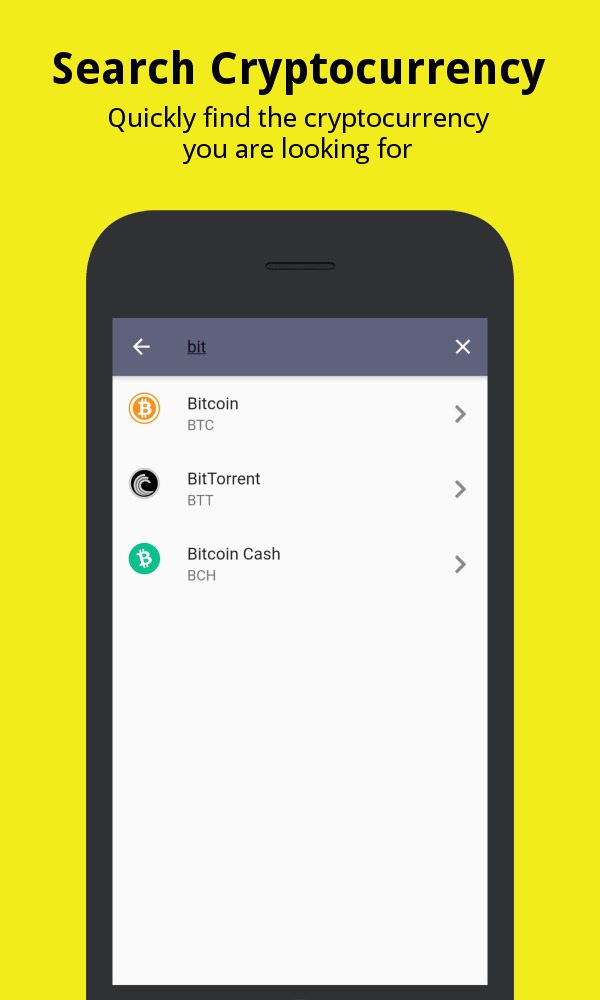 Search Cryptocurrency
Quickly find the cryptocurrency
you are looking for
bit
Bitcoin
BTC
BitTorrent
BTT
Bitcoin Cash
BCH